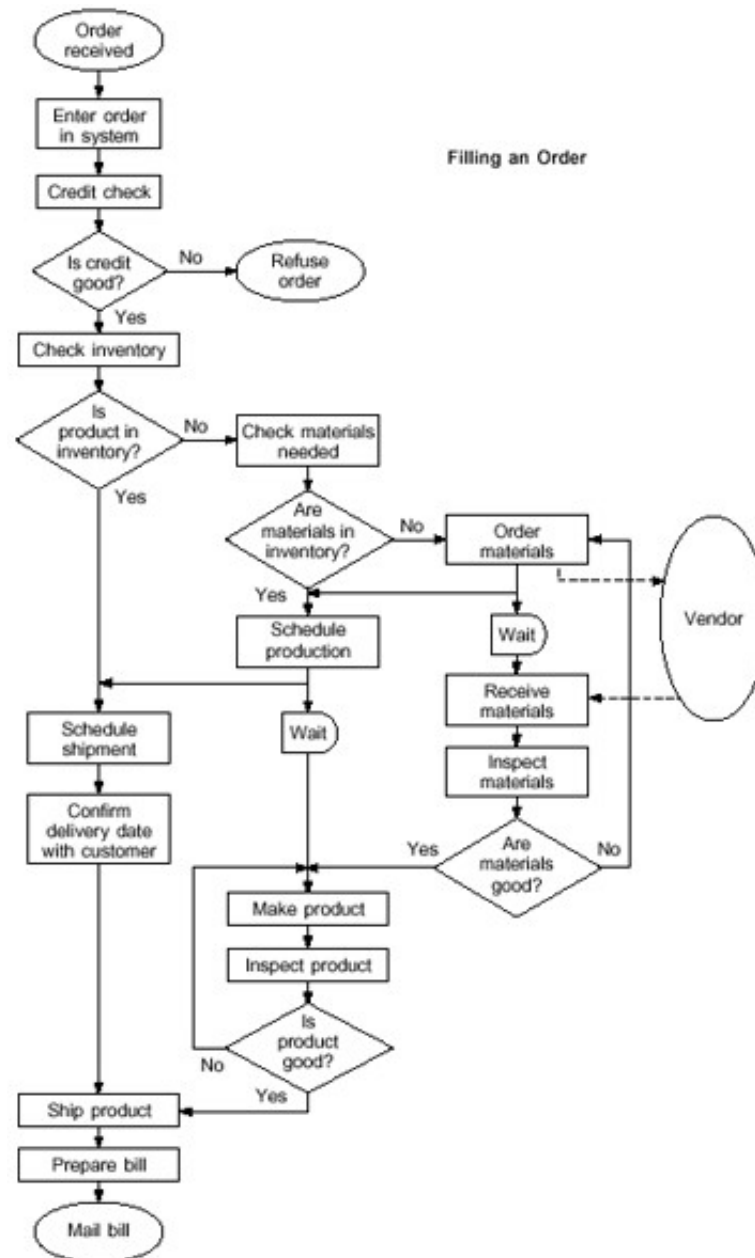 Order
received
Enter order
in system
Filling an Order
Credit check
Is credit
good?
No
Refuse
order
Yes
Check inventory
Is
product in
inventory?
No
Check materials
needed
Yes
Are
materials in
inventory?
No
Order
materials
Yes
Schedule
production
Wait
Vendor
Receive
materials
Schedule
shipment
Wait
Inspect
materials
Confirm
delivery date
with customer
Yes
Are
materials
good?
No
Make product
Inspect product
Is
product
good?
No
Yes
Ship product
Prepare bill
Mail bill